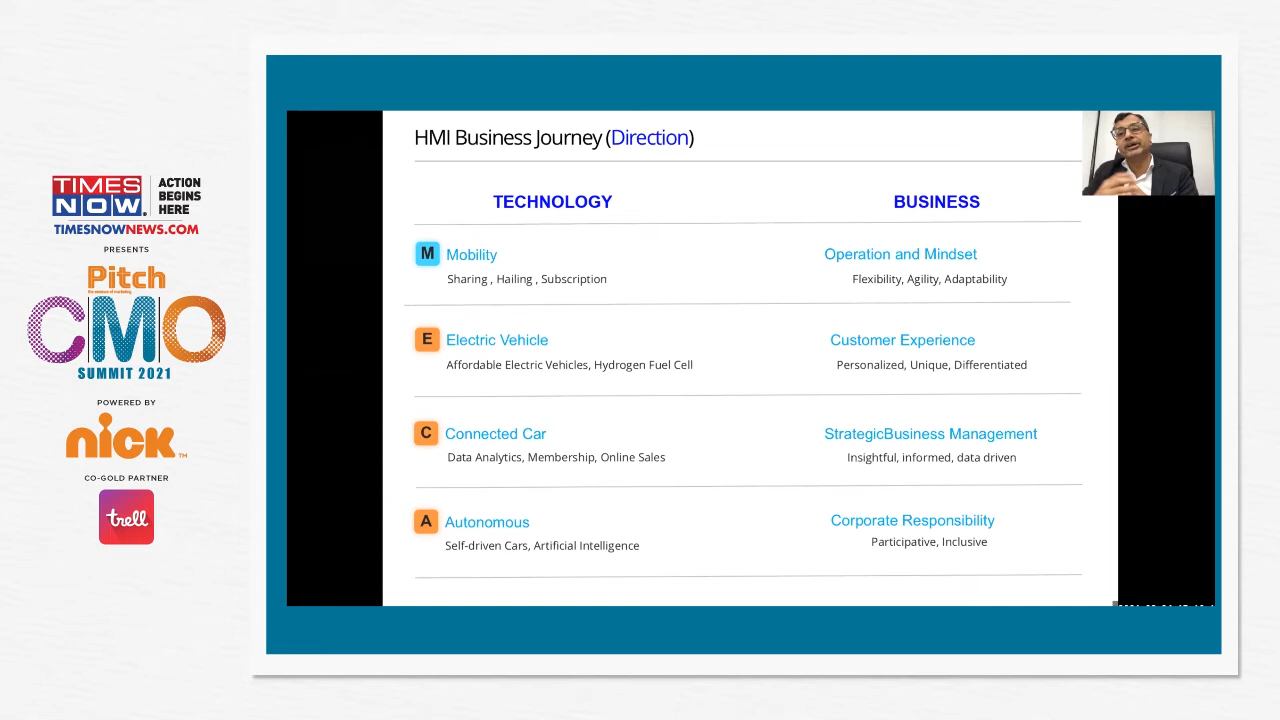 TIMES
NOW.
ACTION
BEGINS
HERE
TIMESNOWNEWS.COM
PRESENTS
Pitch
CMO
SUMMIT 2021
POWERED BY
nick
TM
CO-GOLD PARTNER
trell
HMI Business Journey (Direction)
TECHNOLOGY BUSINESS
M Mobility Operation and Mindset
Sharing , Hailing , Subscription Flexibility, Agility, Adaptability
E Electric Vehicle Customer Experience
Affordable Electric Vehicles, Hydrogen Fuel Cell Personalized, Unique, Differentiated
C Connected Car StrategicBusiness Management
Data Analytics, Membership, Online Sales Insightful, informed, data driven
A Autonomous Corporate Responsibility
Self-driven Cars, Artificial Intelligence Participative, Inclusive